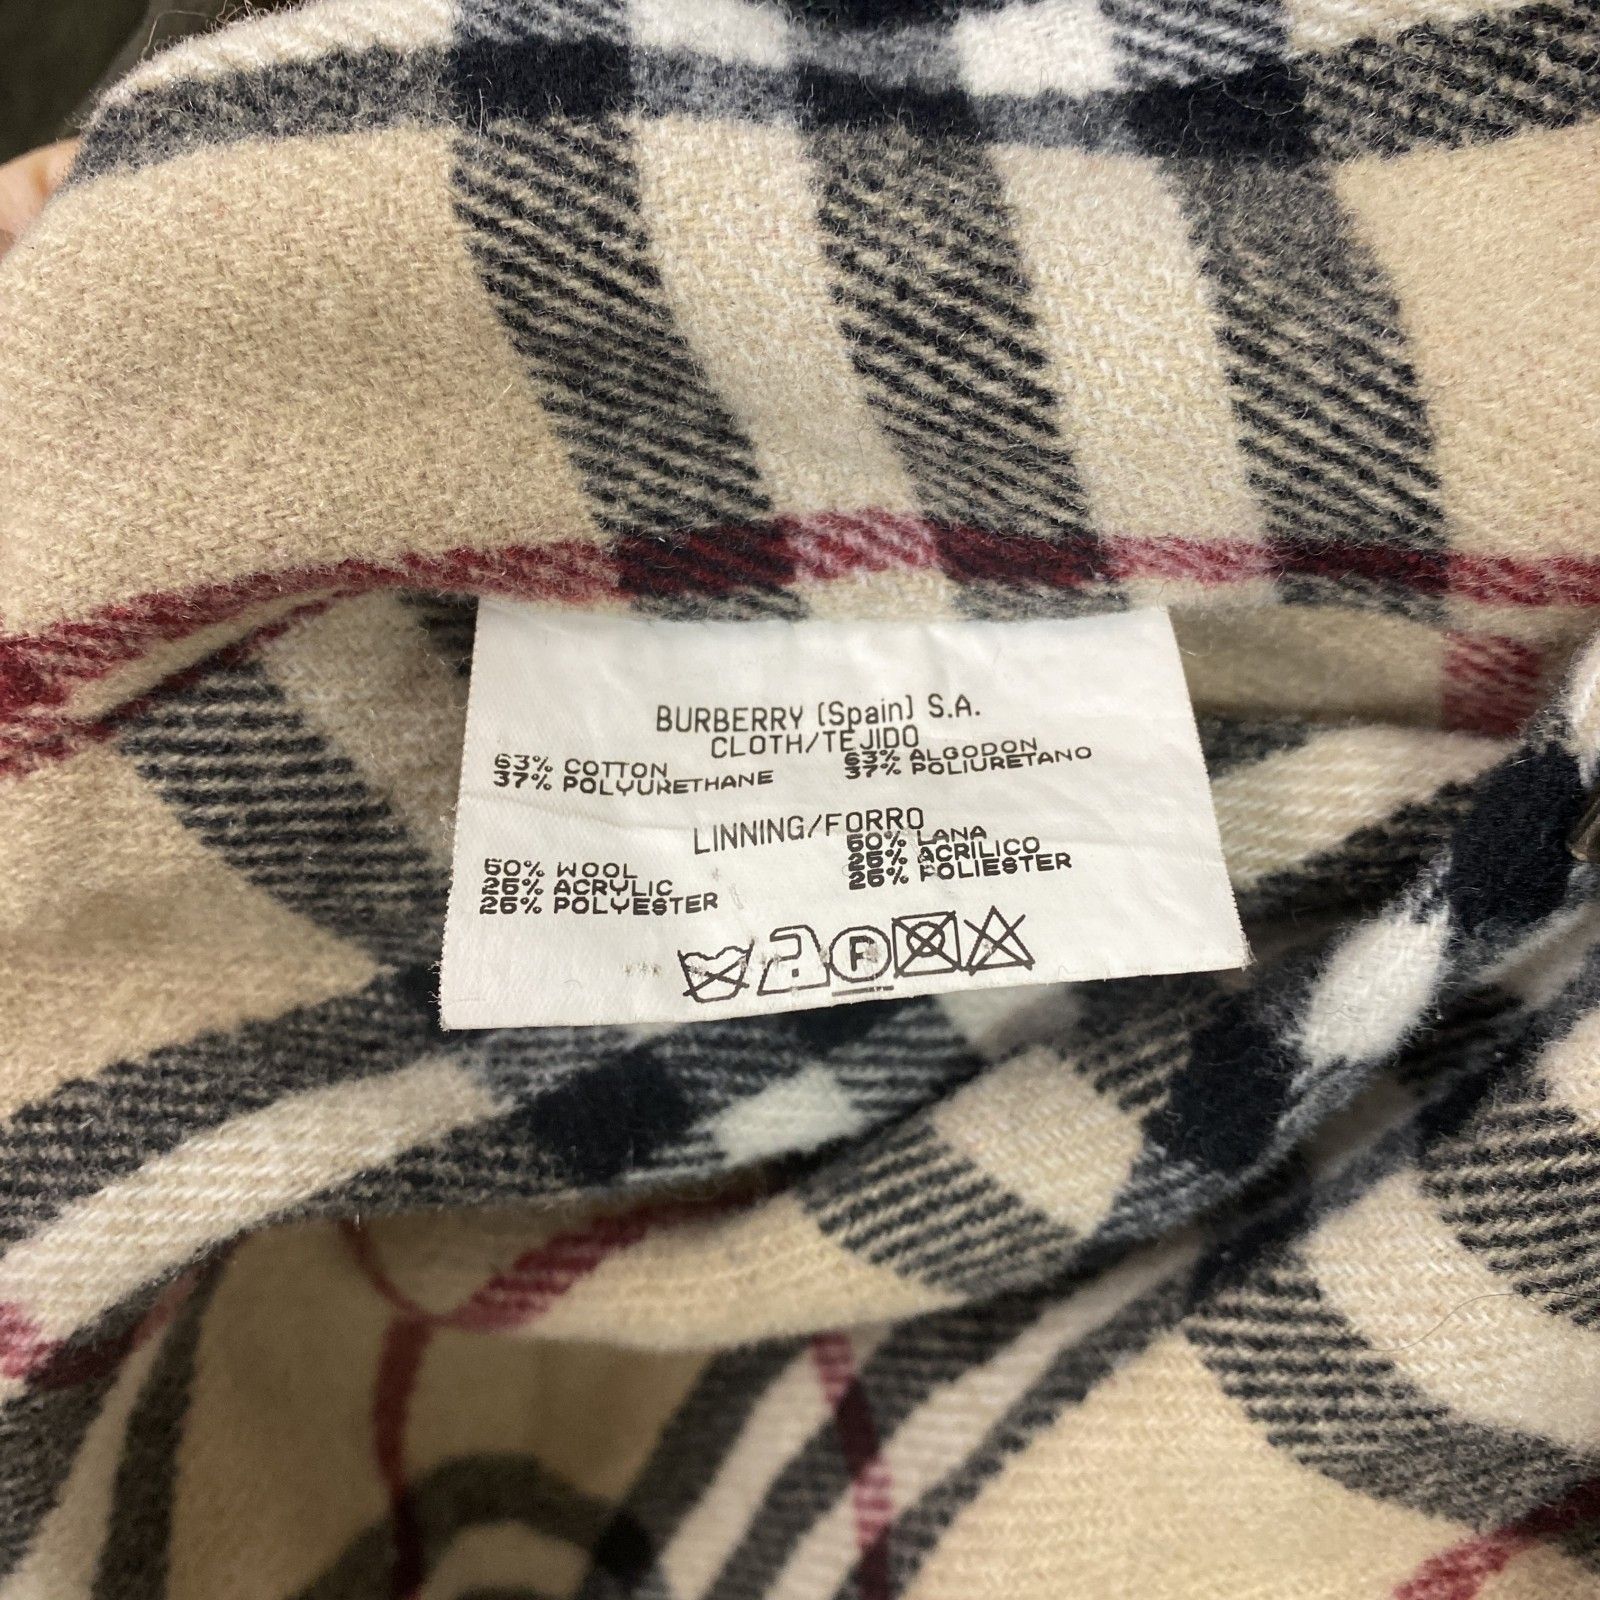 BURBERRY (Spain) S.A.
CLOTH/TEJIDO
63% COTTON 63% ALGODON
37% POLYURETHANE 37% POLIURETANO
LINNING/FORRO
50% WOOL 50% LANA
25% ACRYLIC 25% ACRILICO
25% POLYESTER 25% POLIESTER
P